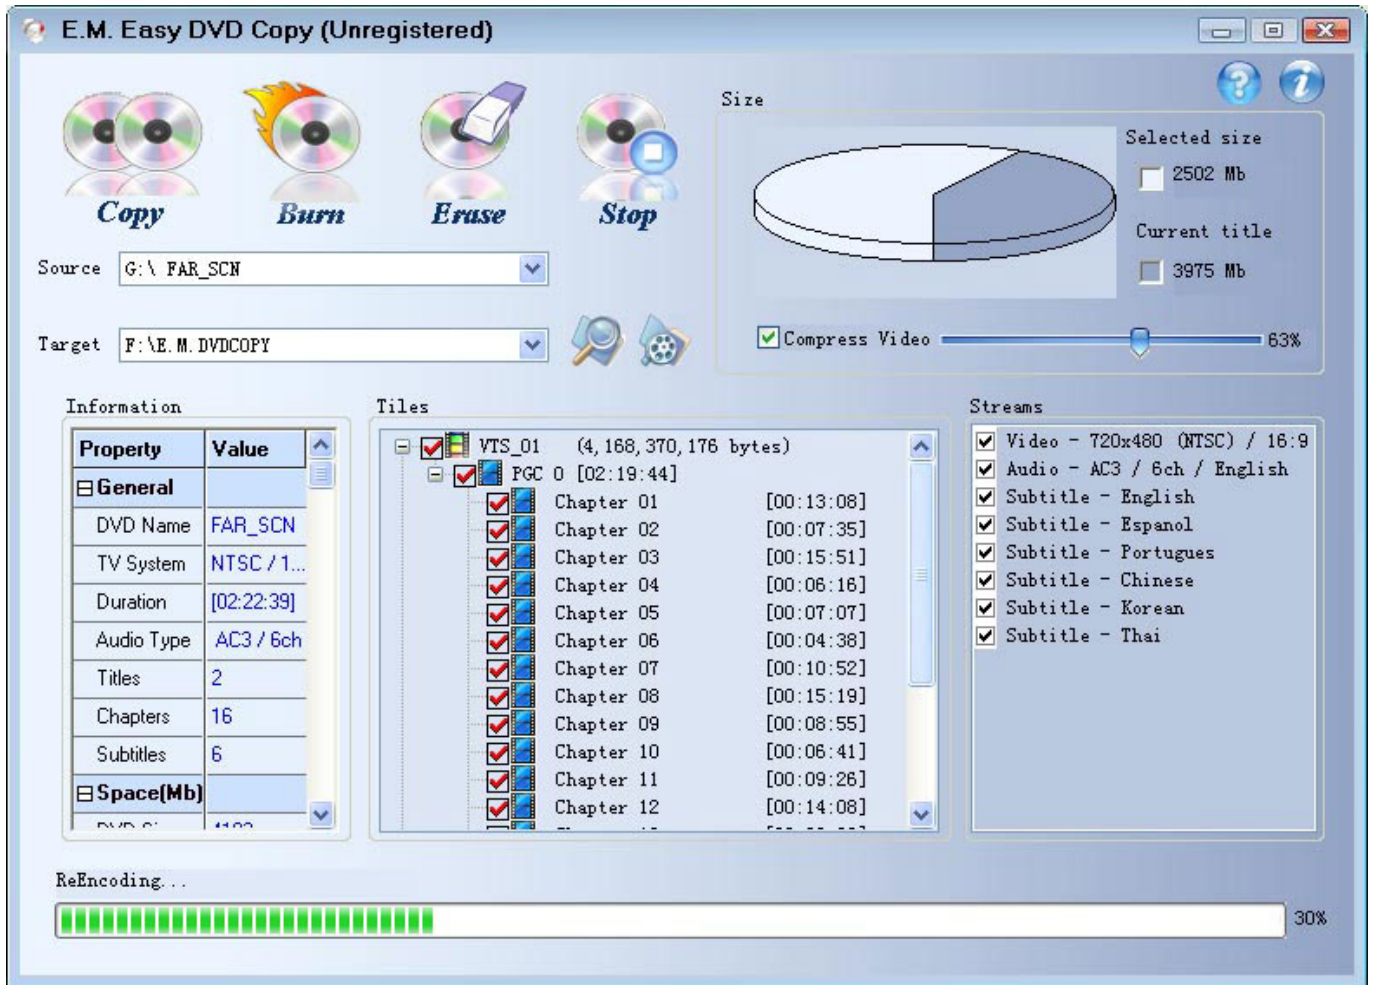 E.M. Easy DVD Copy (Unregistered)
Copy
Burn
Erase
Stop
Source
G:\ FAR_SCN
Target
F:\E.M.DVDCOPY
Size
Selected size
2502 Mb
Current title
3975 Mb
Compress Video
63%
Information
Property Value
General
DVD Name FAR_SCN
TV System NTSC / 1...
Duration [02:22:39]
Audio Type AC3 / 6ch
Titles 2
Chapters 16
Subtitles 6
Space(Mb)
Tiles
VTS_01 (4,168,370,176 bytes)
PGC 0 [02:19:44]
Chapter 01 [00:13:08]
Chapter 02 [00:07:35]
Chapter 03 [00:15:51]
Chapter 04 [00:06:16]
Chapter 05 [00:07:07]
Chapter 06 [00:04:38]
Chapter 07 [00:10:52]
Chapter 08 [00:15:19]
Chapter 09 [00:08:55]
Chapter 10 [00:06:41]
Chapter 11 [00:09:26]
Chapter 12 [00:14:08]
Streams
Video - 720x480 (NTSC) / 16:9
Audio - AC3 / 6ch / English
Subtitle - English
Subtitle - Espanol
Subtitle - Portugues
Subtitle - Chinese
Subtitle - Korean
Subtitle - Thai
ReEncoding...
30%